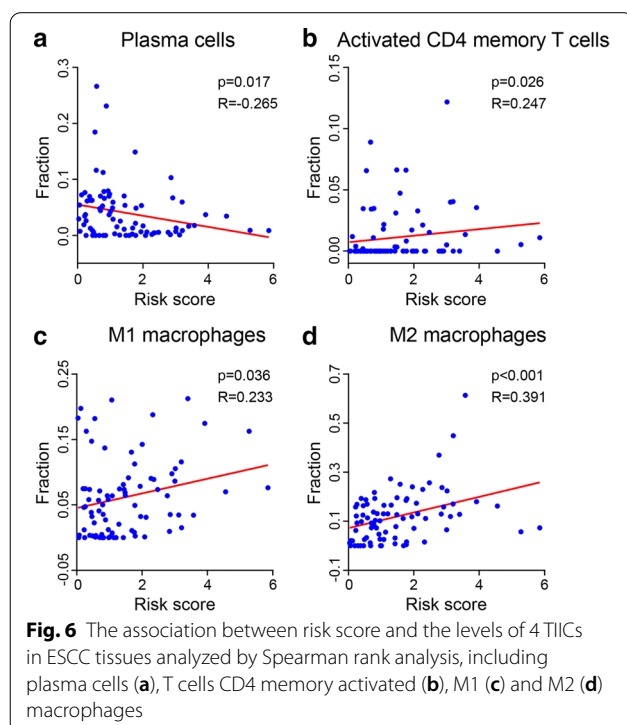 a Plasma cells
p=0.017
R=-0.265
Fraction
0.3
0.2
0.1
0.0
0 2 4 6
Risk score
b Activated CD4 memory T cells
p=0.026
R=0.247
Fraction
0.15
0.10
0.05
0.00
0 2 4 6
Risk score
c M1 macrophages
p=0.036
R=0.233
Fraction
0.25
0.15
0.05
-0.05
0 2 4 6
Risk score
d M2 macrophages
p<0.001
R=0.391
Fraction
0.7
0.5
0.3
0.1
-0.1
0 2 4 6
Risk score
Fig. 6 The association between risk score and the levels of 4 TIICs
in ESCC tissues analyzed by Spearman rank analysis, including
plasma cells (a), T cells CD4 memory activated (b), M1 (c) and M2 (d)
macrophages